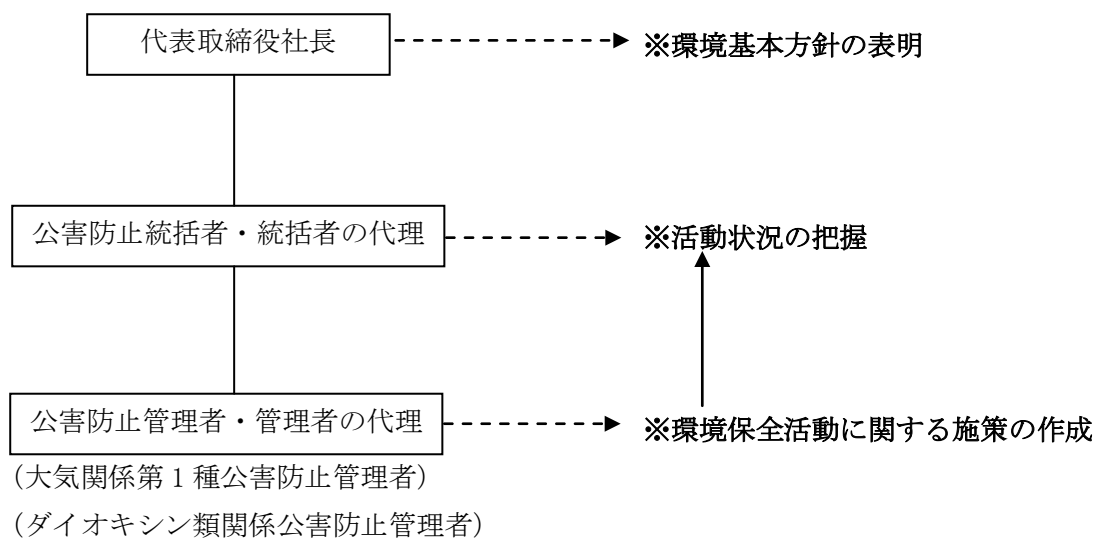 代表取締役社長
※環境基本方針の表明
公害防止統括者・統括者の代理
※活動状況の把握
公害防止管理者・管理者の代理
※環境保全活動に関する施策の作成
（大気関係第１種公害防止管理者）
（ダイオキシン類関係公害防止管理者）